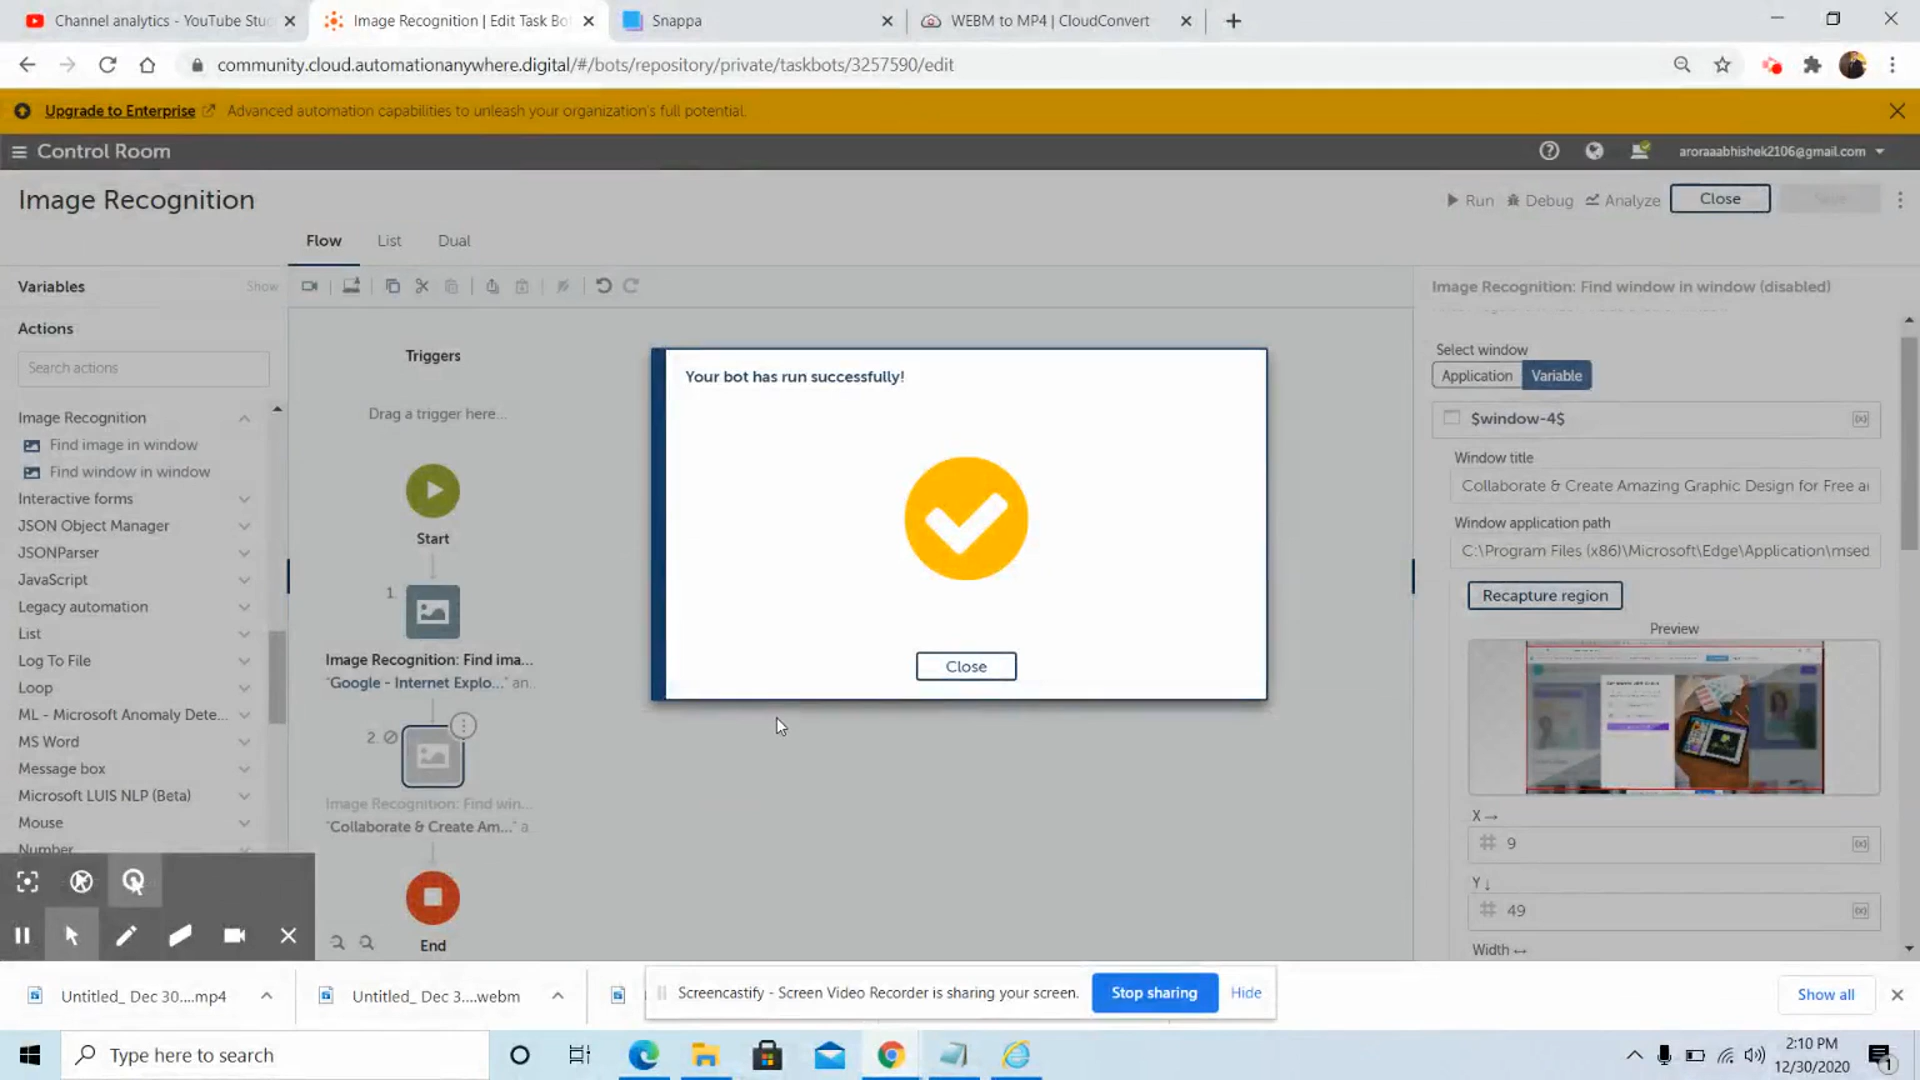 Channel analytics - YouTube Stu
Image Recognition | Edit Task Bo
Snappa
WEBM to MP4 | CloudConvert
community.cloud.automationanywhere.digital/#/bots/repository/private/taskbots/3257590/edit
Upgrade to Enterprise Advanced automation capabilities to unleash your organization's full potential.
Control Room
aroraaabhishek2106@gmail.com
Image Recognition
Run Debug Analyze Close
Flow List Dual
Variables Show
Actions
Search actions
Image Recognition
Find image in window
Find window in window
Interactive forms
JSON Object Manager
JSONParser
JavaScript
Legacy automation
List
Log To File
Loop
ML - Microsoft Anomaly Dete...
MS Word
Message box
Microsoft LUIS NLP (Beta)
Mouse
Number
Triggers
Drag a trigger here...
Start
1.
Image Recognition: Find ima...
"Google - Internet Explo..." an..
2.
Image Recognition: Find win...
"Collaborate & Create Am..." a
End
Your bot has run successfully!
Close
Image Recognition: Find window in window (disabled)
Select window
Application Variable
$window-4$
(x)
Window title
Collaborate & Create Amazing Graphic Design for Free a
Window application path
C:\Program Files (x86)\Microsoft\Edge\Application\msed
Recapture region
Preview
X →
9
(x)
Y ↓
49
(x)
Width ↔
Untitled_ Dec 30....mp4
Untitled_ Dec 3....webm
Screencastify - Screen Video Recorder is sharing your screen.
Stop sharing
Hide
Show all
Type here to search
2:10 PM
12/30/2020
1